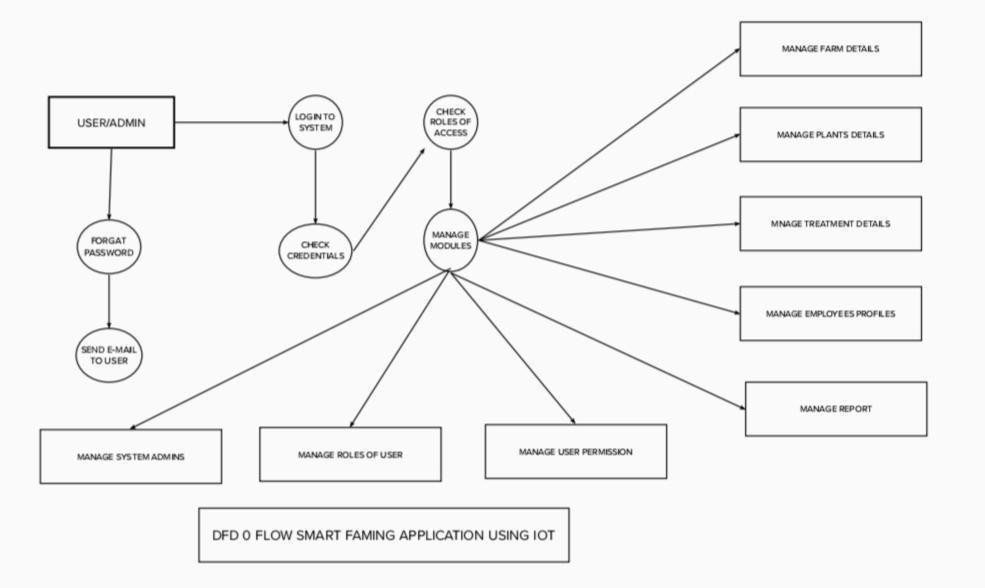 MANAGE FARM DETAILS
USER/ADMIN
LOGIN TO
SYSTEM
CHECK
ROLES OF
ACCESS
MANAGE PLANTS DETAILS
FORGAT
PASSWORD
CHECK
CREDENTIALS
MANAGE
MODULES
MNAGE TREATMENT DETAILS
MANAGE EMPLOYEES PROFILES
SEND E-MAIL
TO USER
MANAGE REPORT
MANAGE SYSTEM ADMINS
MANAGE ROLES OF USER
MANAGE USER PERMISSION
DFD 0 FLOW SMART FAMING APPLICATION USING IOT